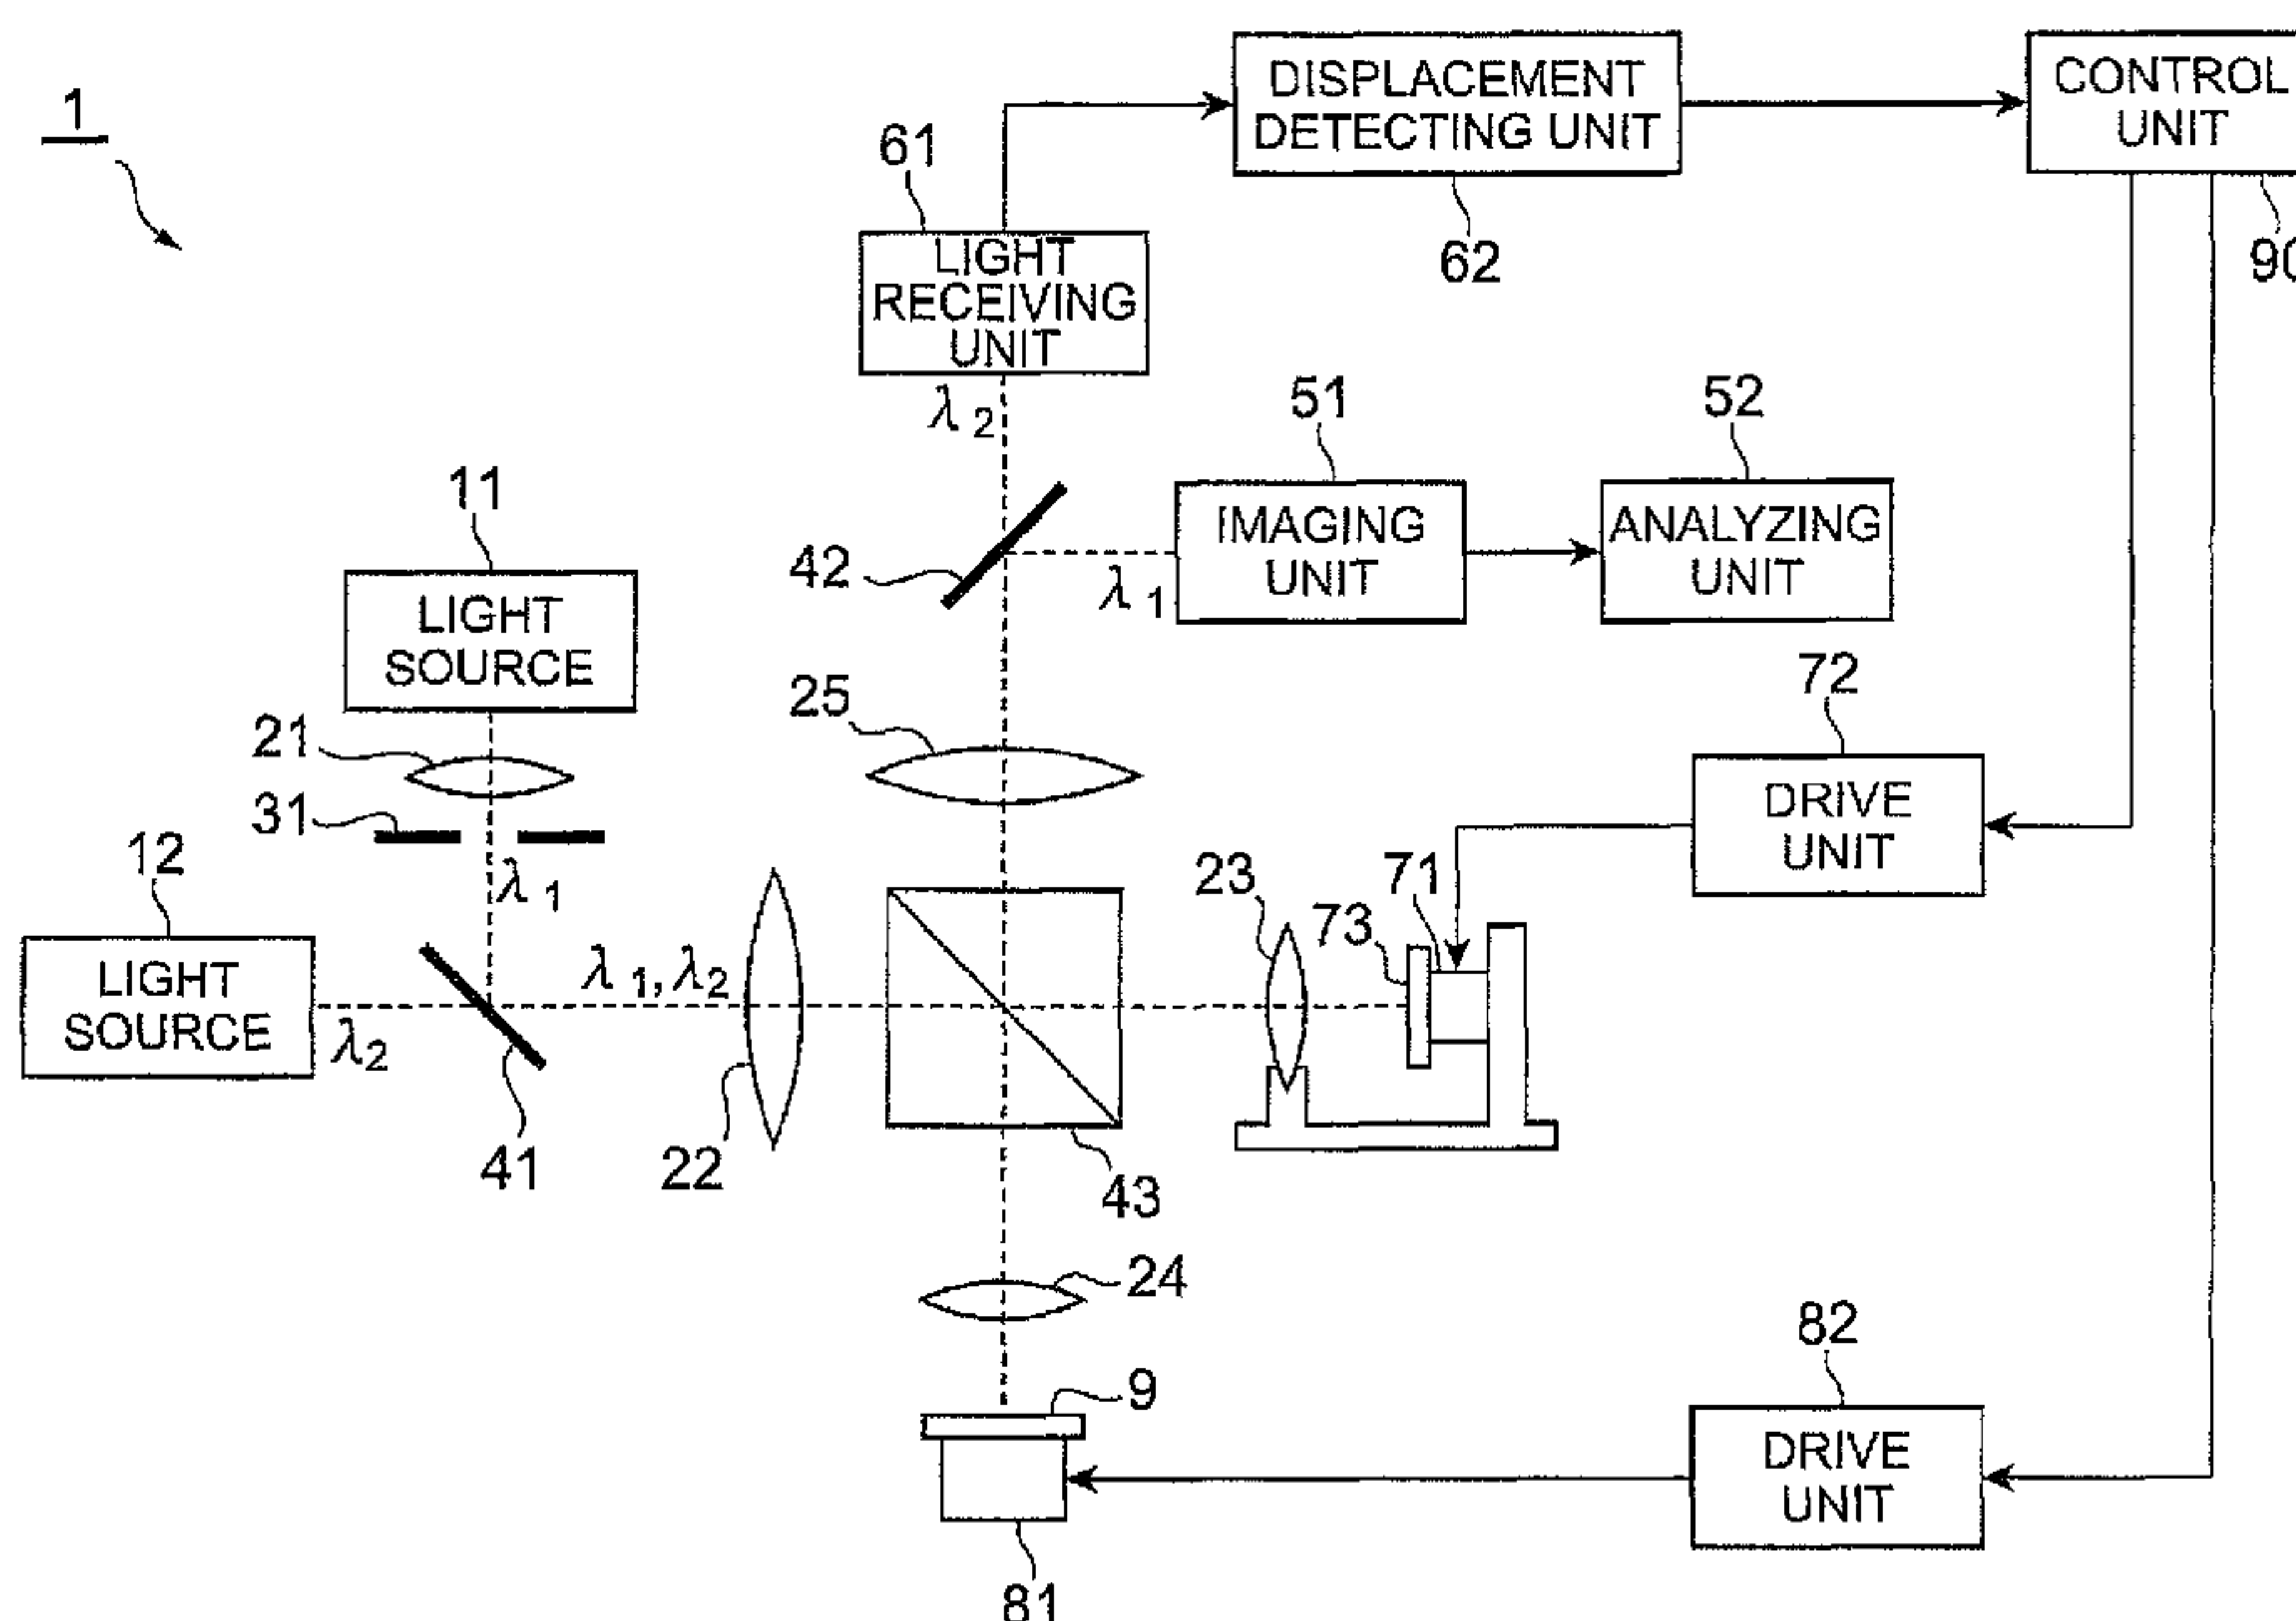 1
DISPLACEMENT
DETECTING UNIT
62
CONTROL
UNIT
90
61
LIGHT
RECEIVING
UNIT
λ2
51
IMAGING
UNIT
52
ANALYZING
UNIT
42
λ1
11
LIGHT
SOURCE
21
31
λ1
25
72
DRIVE
UNIT
12
LIGHT
SOURCE
λ2
41
λ1, λ2
22
43
23
73
71
24
9
81
82
DRIVE
UNIT